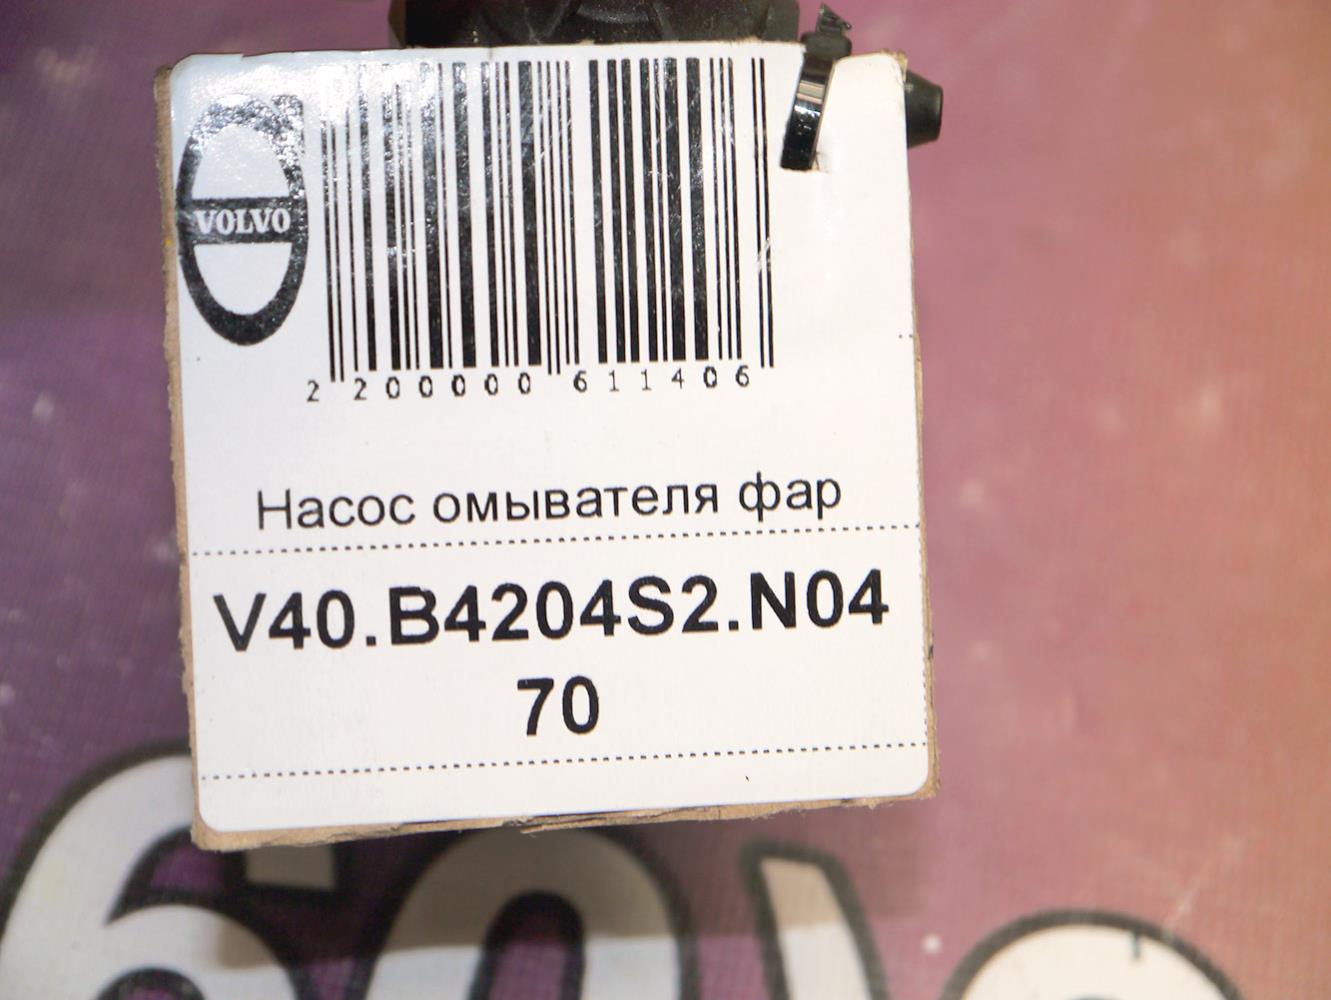 VOLVO
2 200000 611406
Насос омывателя фар
V40.B4204S2.N04
70